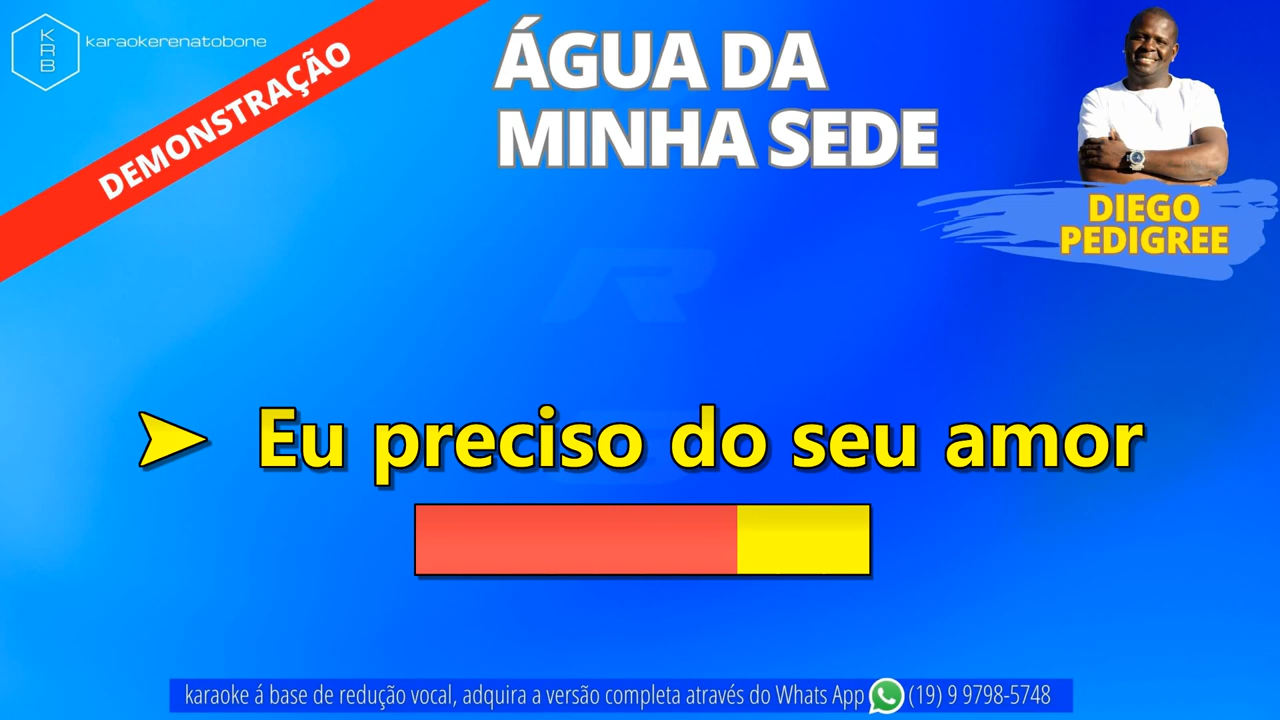 KRB
karaokerenatobone
DEMONSTRAÇÃO
ÁGUA DA
MINHA SEDE
DIEGO
PEDIGREE
Eu preciso do seu amor
karaoke á base de redução vocal, adquira a versão completa através do Whats App (19) 9 9798-5748